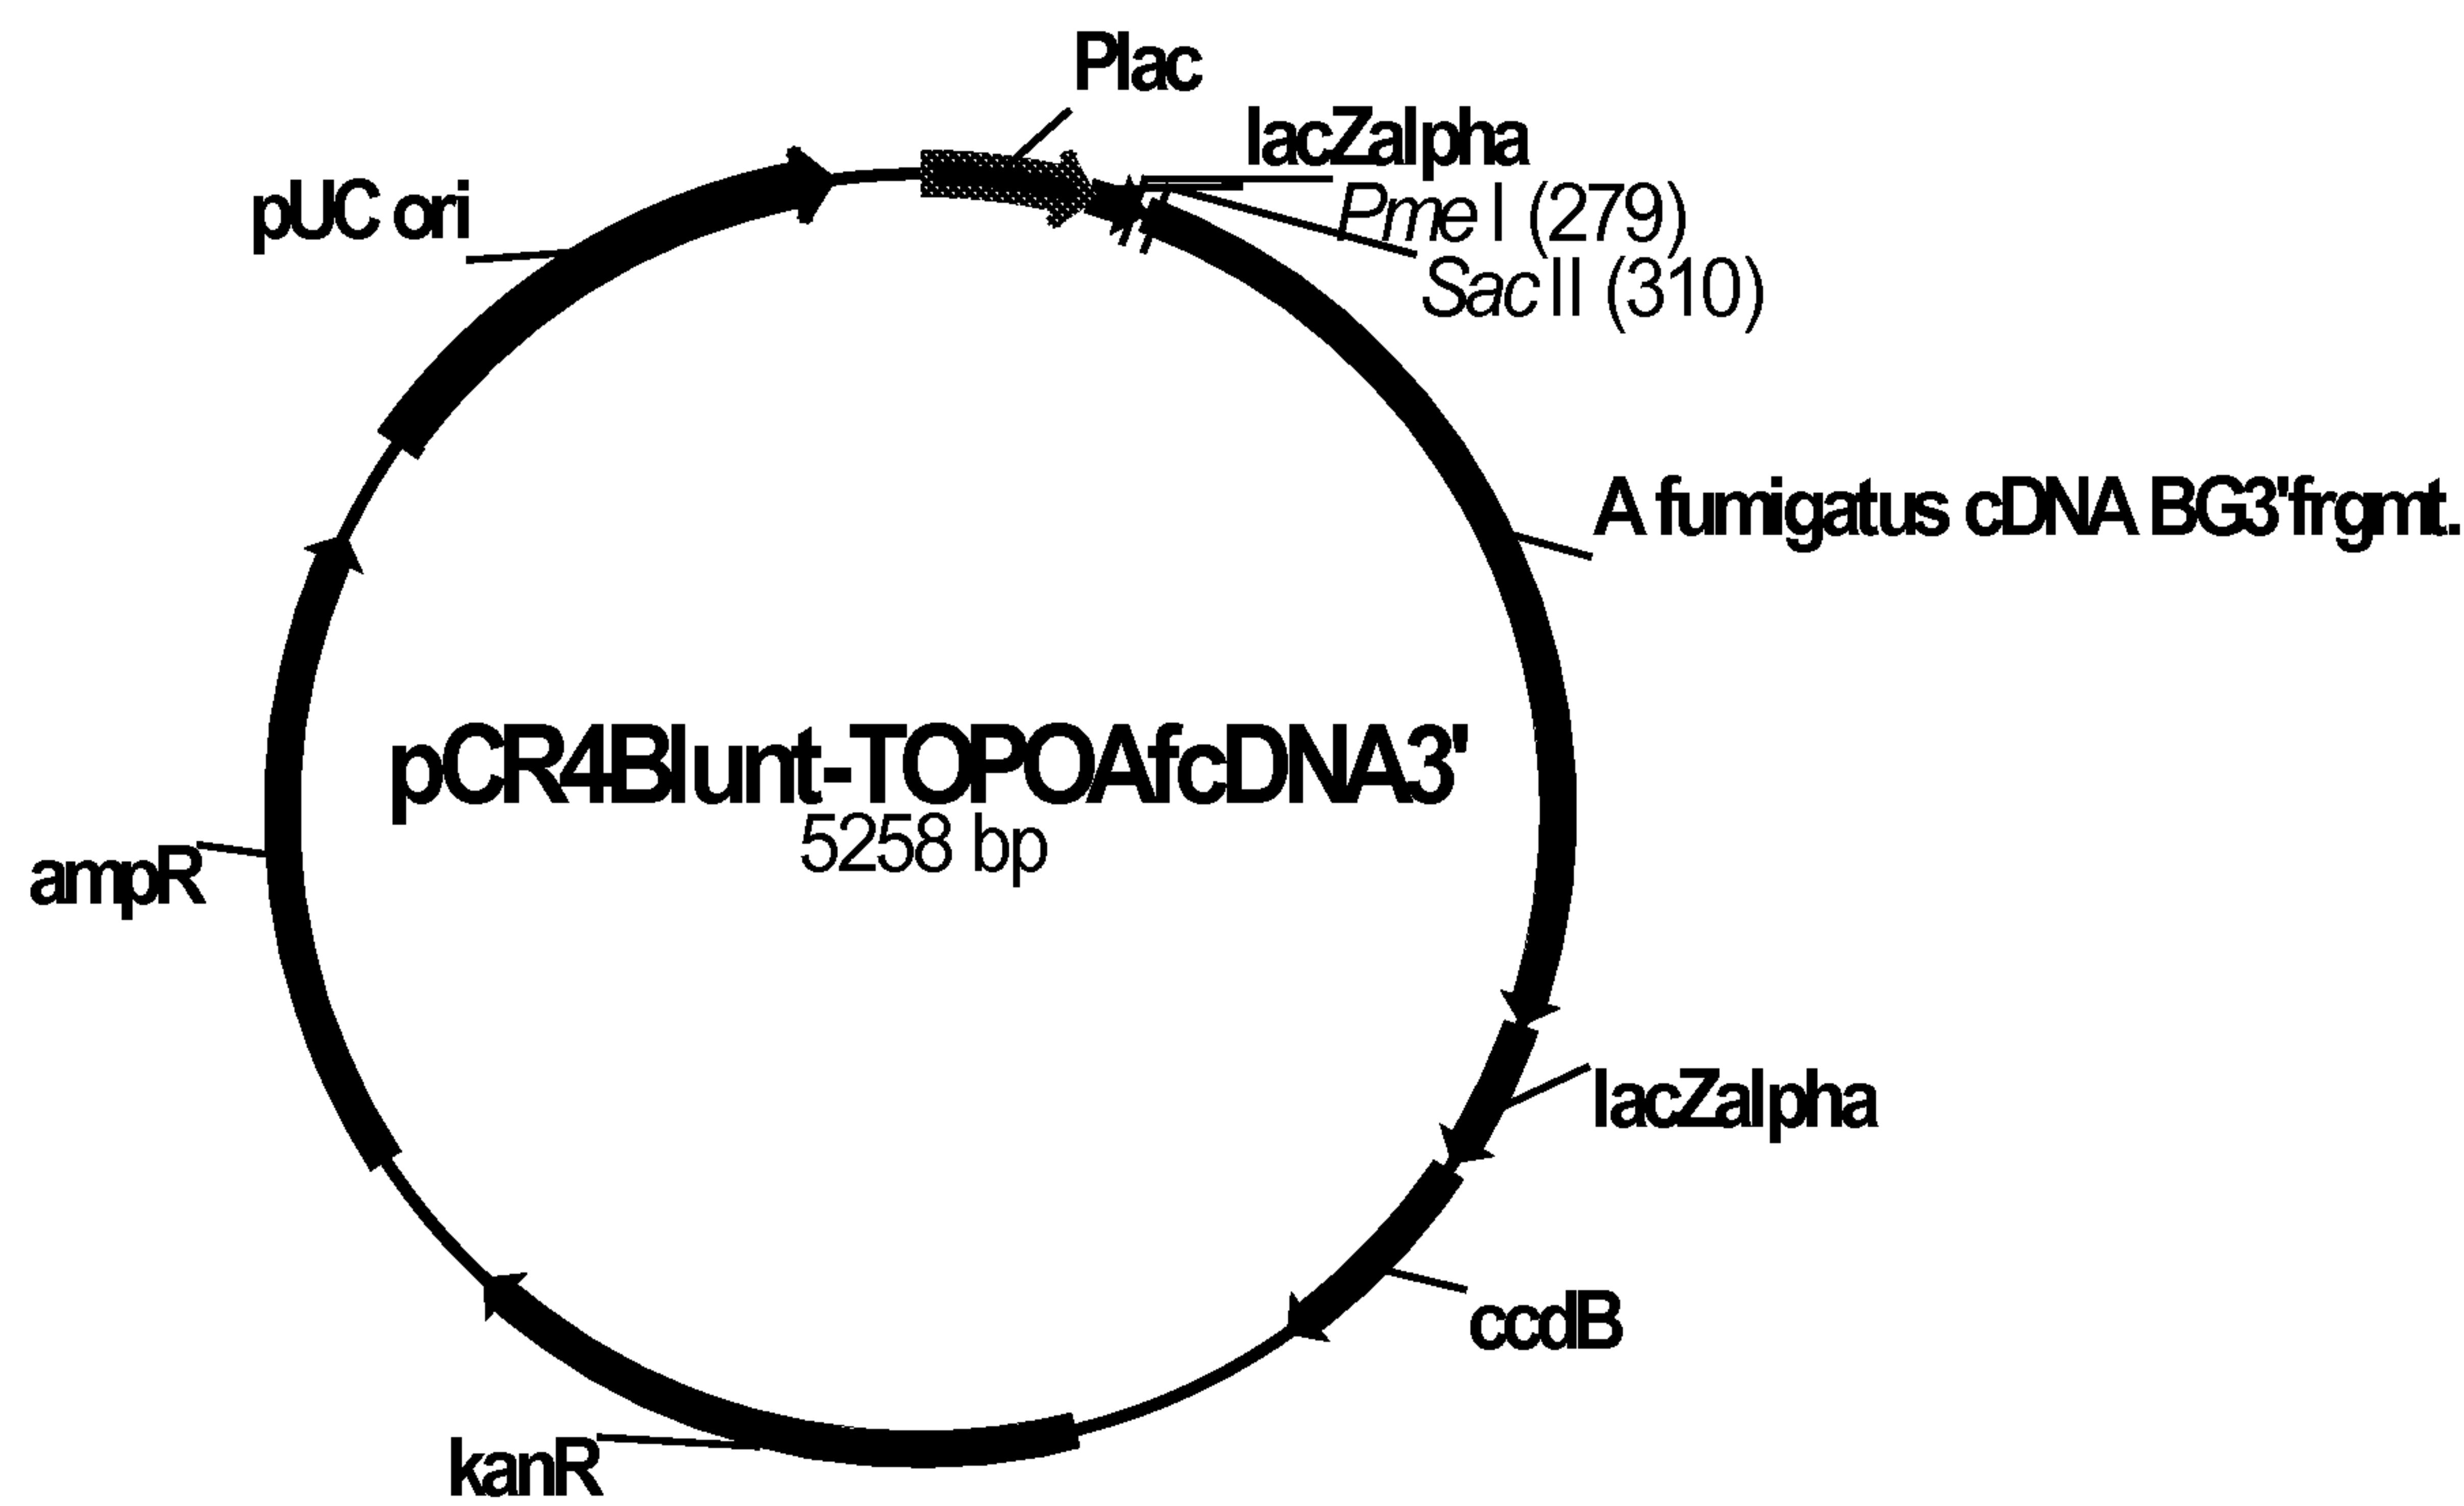 Plac
lacZalpha
PmeI (279)
SacII (310)
pUC ori
A fumigatus cDNA BG3'frgmt.
pCR4Blunt-TOPOAfcDNA3'
5258 bp
ampR
lacZalpha
ccdB
kanR